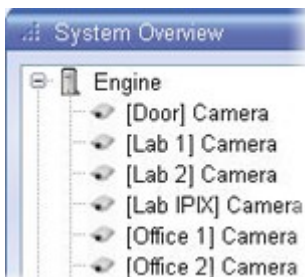 System Overview
Engine
[Door] Camera
[Lab 1] Camera
[Lab 2] Camera
[Lab IPIX] Camera
[Office 1] Camera
[Office 2] Camera